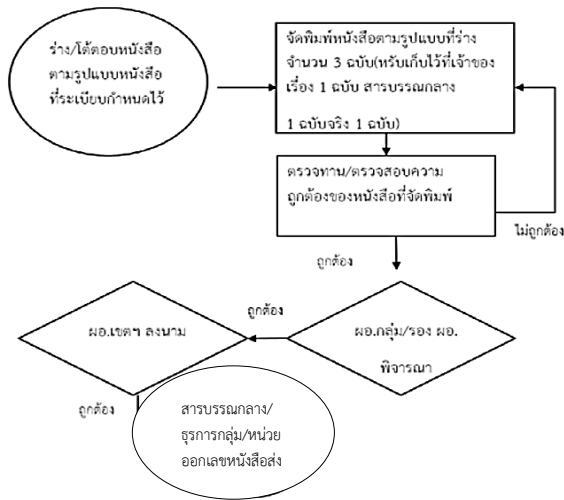 ร่าง/โต้ตอบหนังสือ
ตามรูปแบบหนังสือ
ที่ระเบียบกำหนดไว้
จัดพิมพ์หนังสือตามรูปแบบที่ร่าง
จำนวน 3 ฉบับ(หรับเก็บไว้ที่เจ้าของ
เรื่อง 1 ฉบับ สารบรรณกลาง
1 ฉบับจริง 1 ฉบับ)
ตรวจทาน/ตรวจสอบความ
ถูกต้องของหนังสือที่จัดพิมพ์
ไม่ถูกต้อง
ถูกต้อง
ผอ.กลุ่ม/รอง ผอ.
พิจารณา
ถูกต้อง
ผอ.เขตฯ ลงนาม
ถูกต้อง
สารบรรณกลาง/
ธุรการกลุ่ม/หน่วย
ออกเลขหนังสือส่ง